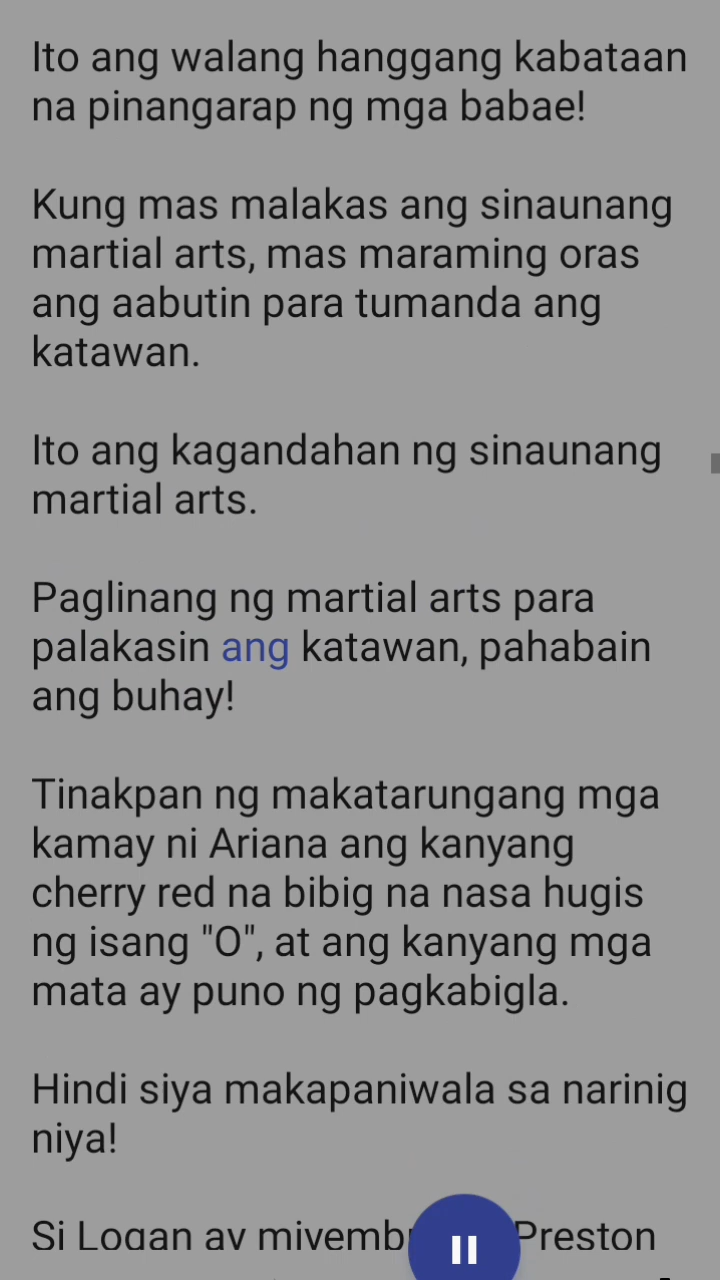 Ito ang walang hanggang kabataan
na pinangarap ng mga babae!
Kung mas malakas ang sinaunang
martial arts, mas maraming oras
ang aabutin para tumanda ang
katawan.
Ito ang kagandahan ng sinaunang
martial arts.
Paglinang ng martial arts para
palakasin ang katawan, pahabain
ang buhay!
Tinakpan ng makatarungang mga
kamay ni Ariana ang kanyang
cherry red na bibig na nasa hugis
ng isang "O", at ang kanyang mga
mata ay puno ng pagkabigla.
Hindi siya makapaniwala sa narinig
niya!
Si Logan ay Preston